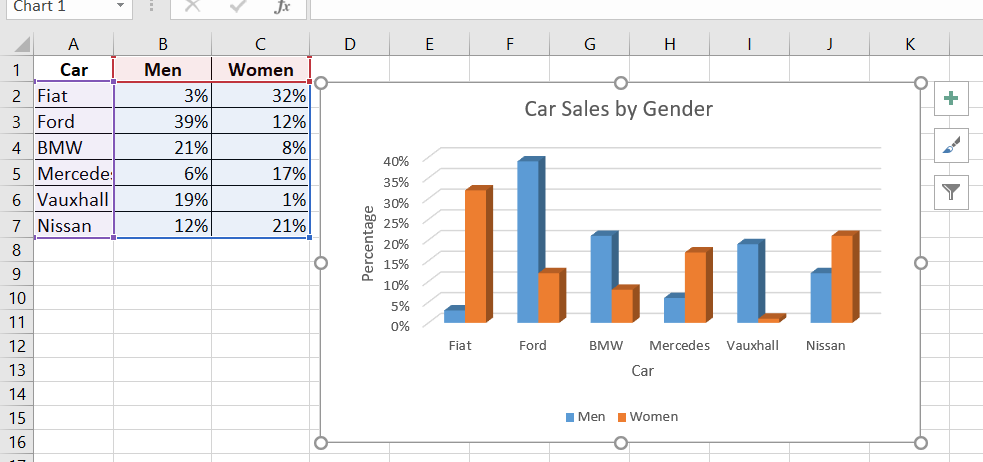 Chart 1 fx
A B C D E F G H I J K
1 Car Men Women
2 Fiat 3% 32%
3 Ford 39% 12%
4 BMW 21% 8%
5 Mercedes 6% 17%
6 Vauxhall 19% 1%
7 Nissan 12% 21%
8
9
10
11
12
13
14
15
16
Car Sales by Gender
40%
35%
30%
25%
20%
15%
10%
5%
0%
Percentage
Fiat Ford BMW Mercedes Vauxhall Nissan
Car
Men Women